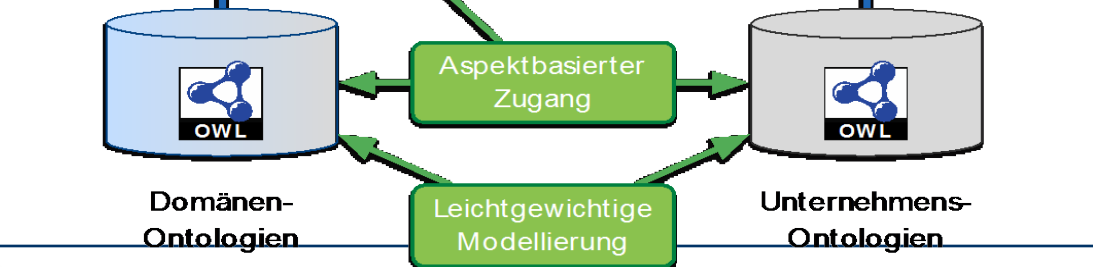 Aspektbasierter
Zugang
OWL
OWL
Domänen-
Ontologien
Leichtgewichtige
Modellierung
Unternehmens-
Ontologien